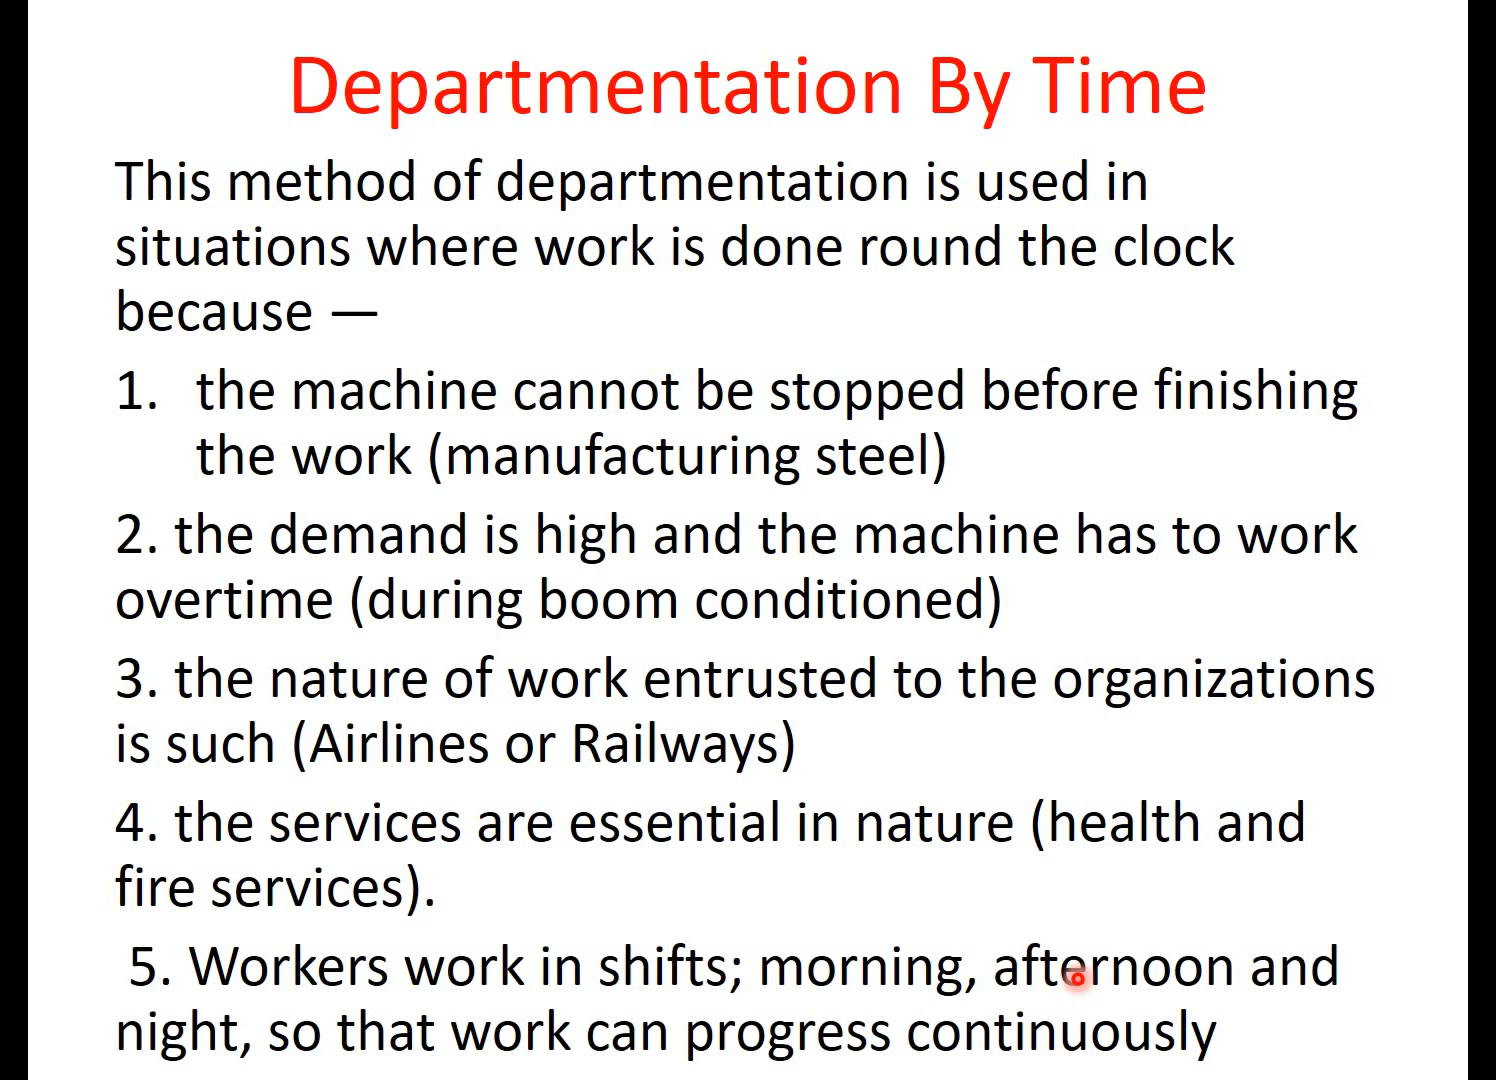 Departmentation By Time
This method of departmentation is used in
situations where work is done round the clock
because —
1. the machine cannot be stopped before finishing
the work (manufacturing steel)
2. the demand is high and the machine has to work
overtime (during boom conditioned)
3. the nature of work entrusted to the organizations
is such (Airlines or Railways)
4. the services are essential in nature (health and
fire services).
5. Workers work in shifts; morning, afternoon and
night, so that work can progress continuously